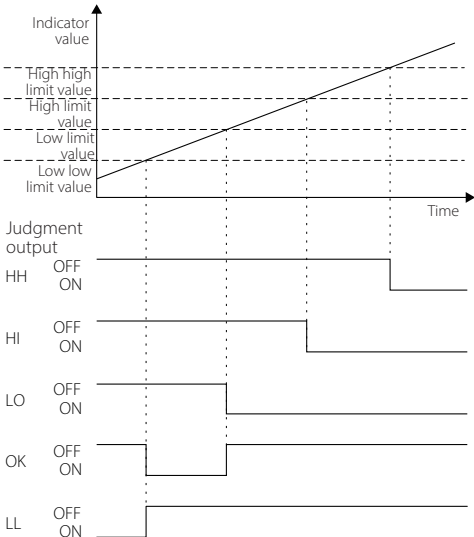 Indicator
value
High high
limit value
High limit
value
Low limit
value
Low low
limit value
Time
Judgment
output
HH OFF
ON
HI OFF
ON
LO OFF
ON
OK OFF
ON
LL OFF
ON